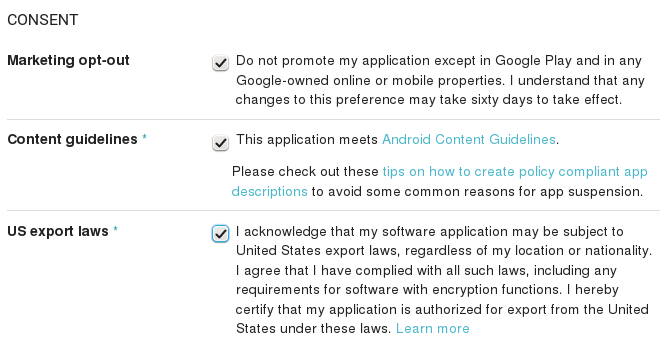 CONSENT
Marketing opt-out
Do not promote my application except in Google Play and in any
Google-owned online or mobile properties. I understand that any
changes to this preference may take sixty days to take effect.
Content guidelines *
This application meets Android Content Guidelines.
Please check out these tips on how to create policy compliant app
descriptions to avoid some common reasons for app suspension.
US export laws *
I acknowledge that my software application may be subject to
United States export laws, regardless of my location or nationality.
I agree that I have complied with all such laws, including any
requirements for software with encryption functions. I hereby
certify that my application is authorized for export from the United
States under these laws. Learn more